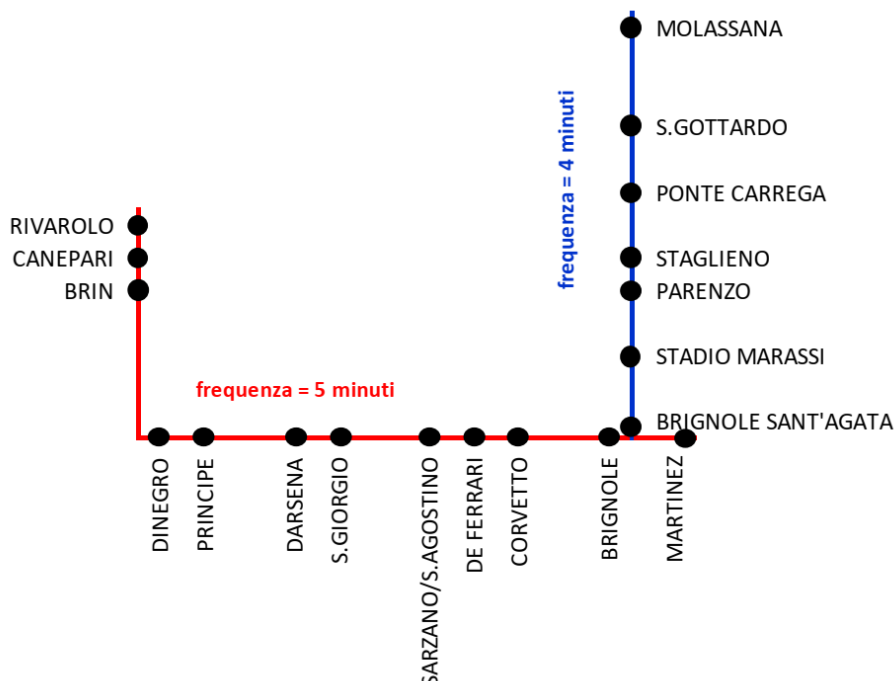 MOLASSANA
S.GOTTARDO
PONTE CARREGA
STAGLIENO
PARENZO
STADIO MARASSI
BRIGNOLE SANT'AGATA
frequenza = 4 minuti
RIVAROLO
CANEPARI
BRIN
frequenza = 5 minuti
DINEGRO
PRINCIPE
DARSENA
S.GIORGIO
SARZANO/S.AGOSTINO
DE FERRARI
CORVETTO
BRIGNOLE
MARTINEZ